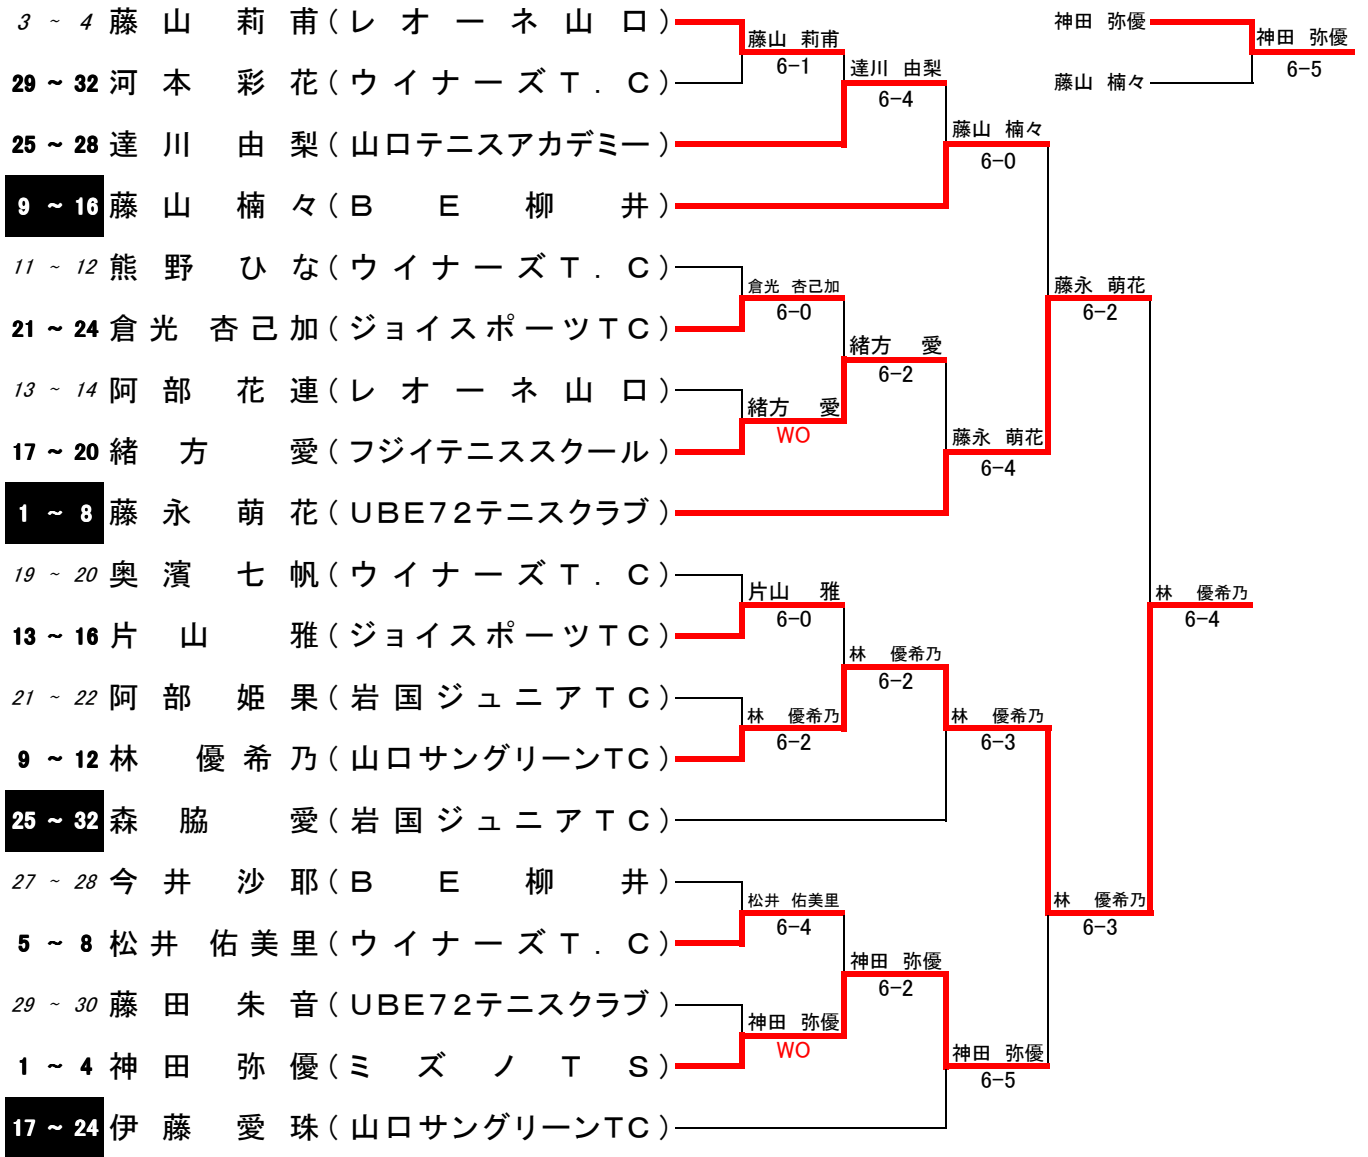 3 ~ 4 藤 山 莉 甫 ( レ オ ー ネ 山 口 )
神田 弥優
藤山 莉甫
6-1
神田 弥優
6-5
29 ~ 32 河 本 彩 花 ( ウ イ ナ ー ズ T . C )
達川 由梨
6-4
藤山 楠々
25 ~ 28 達 川 由 梨 ( 山口テニスアカデミー )
藤山 楠々
6-0
9 ~ 16 藤 山 楠 々 ( B E 柳 井 )
11 ~ 12 熊 野 ひ な ( ウ イ ナ ー ズ T . C )
倉光 杏己加
6-0
藤永 萌花
6-2
21 ~ 24 倉 光 杏 己 加 ( ジョイスポーツTC )
緒方 愛
6-2
13 ~ 14 阿 部 花 連 ( レ オ ー ネ 山 口 )
緒方 愛
WO
17 ~ 20 緒 方 愛 ( フジイテニススクール )
藤永 萌花
6-4
1 ~ 8 藤 永 萌 花 ( UBE72テニスクラブ )
19 ~ 20 奥 濱 七 帆 ( ウ イ ナ ー ズ T . C )
片山 雅
6-0
林 優希乃
6-4
13 ~ 16 片 山 雅 ( ジョイスポーツTC )
林 優希乃
6-2
21 ~ 22 阿 部 姫 果 ( 岩 国 ジ ュ ニ ア T C )
林 優希乃
6-2
林 優希乃
6-3
9 ~ 12 林 優 希 乃 ( 山口サングリーンTC )
25 ~ 32 森 脇 愛 ( 岩 国 ジ ュ ニ ア T C )
27 ~ 28 今 井 沙 耶 ( B E 柳 井 )
松井 佑美里
6-4
林 優希乃
6-3
5 ~ 8 松 井 佑 美 里 ( ウ イ ナ ー ズ T . C )
神田 弥優
6-2
29 ~ 30 藤 田 朱 音 ( UBE72テニスクラブ )
神田 弥優
WO
1 ~ 4 神 田 弥 優 ( ミ ズ ノ T S )
神田 弥優
6-5
17 ~ 24 伊 藤 愛 珠 ( 山口サングリーンTC )